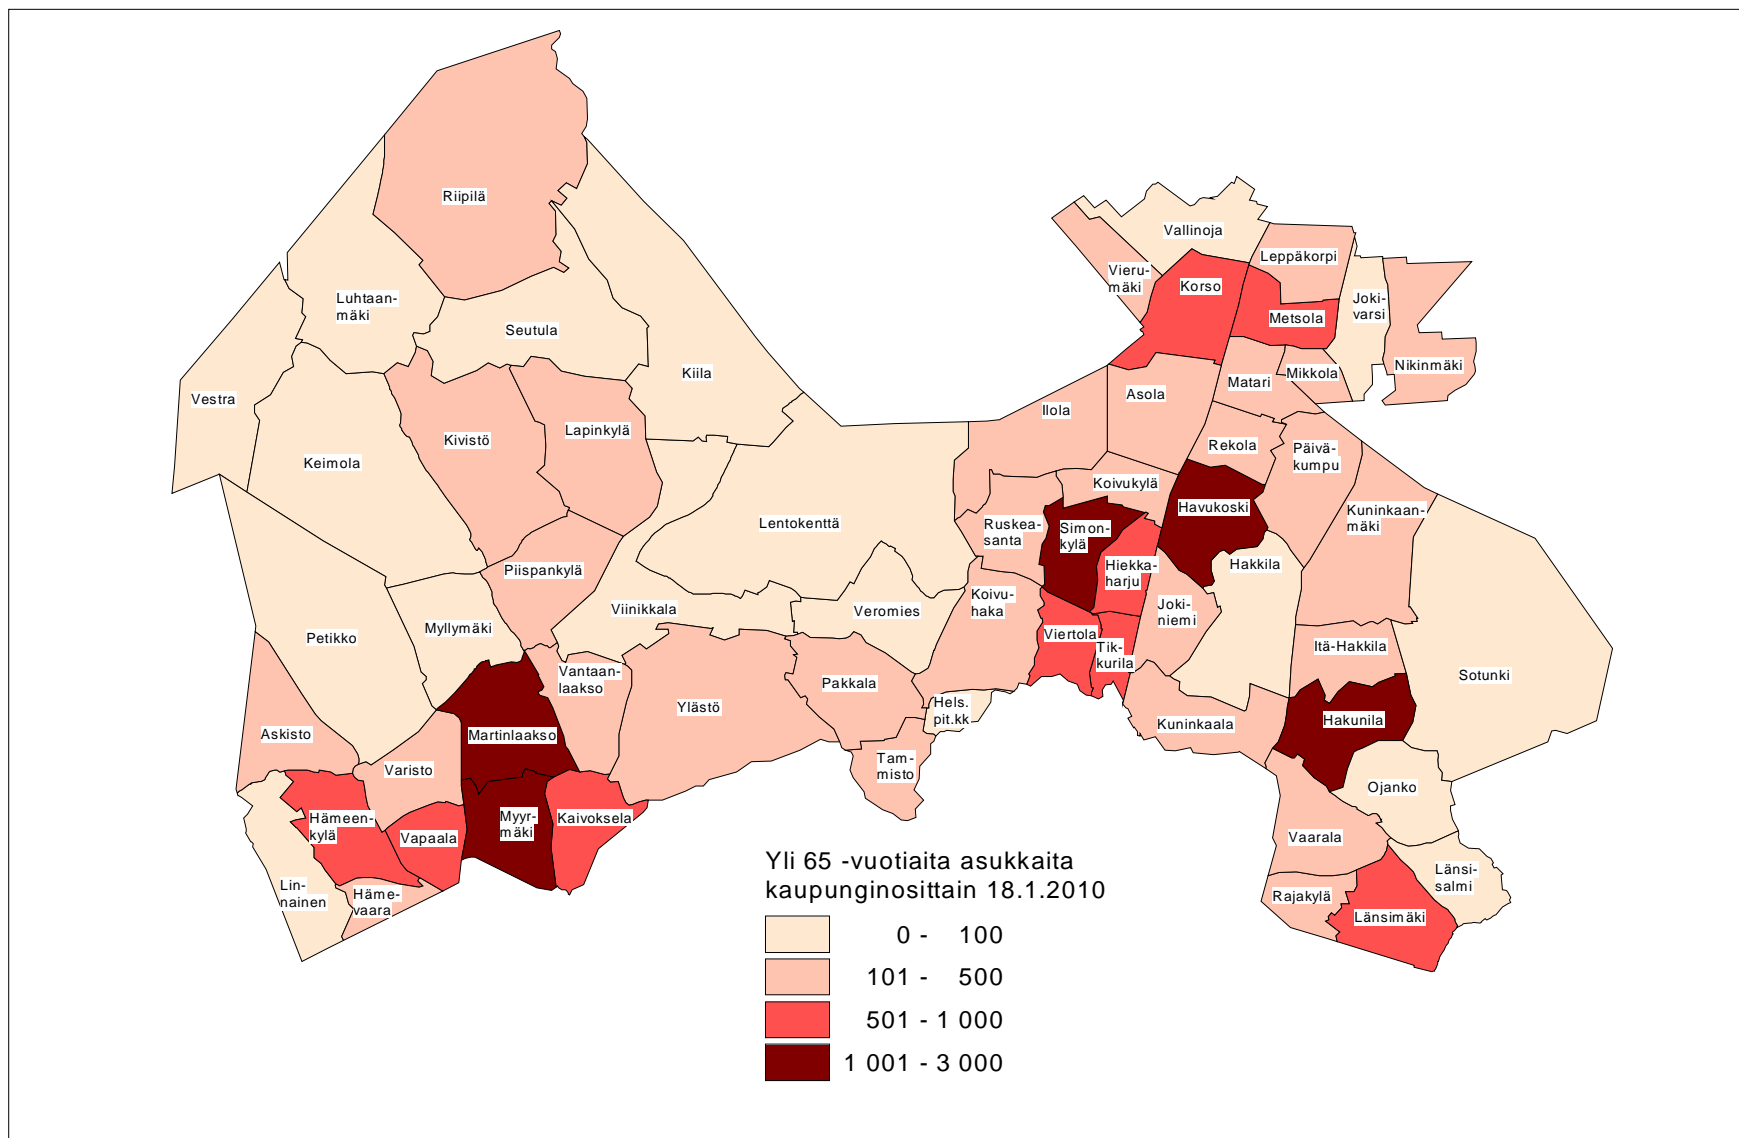 Riipilä
Vallinoja
Leppäkorpi
Vieru-
mäki
Korso
Joki-
varsi
Luhtaan-
mäki
Metsola
Seutula
Nikinmäki
Kiila
Mikkola
Matari
Vestra
Asola
Ilola
Kivistö
Lapinkylä
Rekola
Päivä-
kumpu
Keimola
Koivukylä
Havukoski
Kuninkaan-
mäki
Lentokenttä
Ruskea-
santa
Simon-
kylä
Piispankylä
Hiekka-
harju
Hakkila
Koivu-
haka
Joki-
niemi
Viinikkala
Veromies
Myllymäki
Petikko
Viertola
Tik-
kurila
Itä-Hakkila
Sotunki
Vantaan-
laakso
Pakkala
Ylästö
Hels.
pit.kk
Kuninkaala
Hakunila
Askisto
Martinlaakso
Varisto
Tam-
misto
Ojanko
Hämeen-
kylä
Vapaala
Myyr-
mäki
Kaivoksela
Vaarala
Länsi-
salmi
Lin-
nainen
Häme-
vaara
Rajakylä
Länsimäki
Yli 65 -vuotiaita asukkaita
kaupunginosittain 18.1.2010
0 - 100
101 - 500
501 - 1 000
1 001 - 3 000